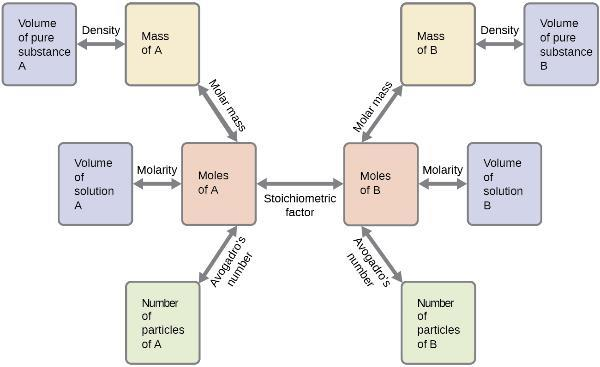 Volume
of pure
substance
A
Density
Mass
of A
Mass
of B
Density
Volume
of pure
substance
B
Molar mass
Molar mass
Volume
of
solution
A
Molarity
Moles
of A
Stoichiometric
factor
Moles
of B
Molarity
Volume
of
solution
B
Avogadro's
number
Avogadro's
number
Number
of
particles
of A
Number
of
particles
of B